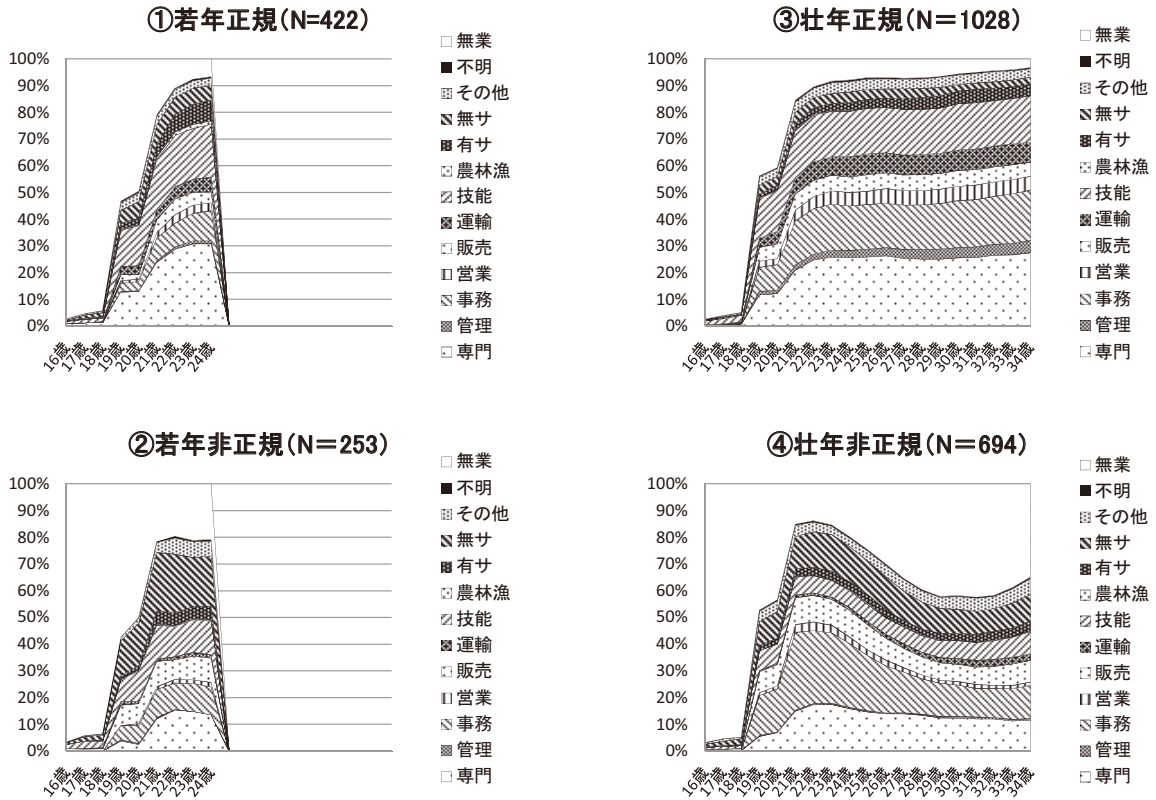 ①若年正規(N=422)
100%
90%
80%
70%
60%
50%
40%
30%
20%
10%
0%
16歳
17歳
18歳
19歳
20歳
21歳
22歳
23歳
24歳
無業
不明
その他
無サ
有サ
農林漁
技能
運輸
販売
営業
事務
管理
専門
③壮年正規(N=1028)
100%
90%
80%
70%
60%
50%
40%
30%
20%
10%
0%
16歳
17歳
18歳
19歳
20歳
21歳
22歳
23歳
24歳
25歳
26歳
27歳
28歳
29歳
30歳
31歳
32歳
33歳
34歳
無業
不明
その他
無サ
有サ
農林漁
技能
運輸
販売
営業
事務
管理
専門
②若年非正規(N=253)
100%
90%
80%
70%
60%
50%
40%
30%
20%
10%
0%
16歳
17歳
18歳
19歳
20歳
21歳
22歳
23歳
24歳
無業
不明
その他
無サ
有サ
農林漁
技能
運輸
販売
営業
事務
管理
専門
④壮年非正規(N=694)
100%
90%
80%
70%
60%
50%
40%
30%
20%
10%
0%
16歳
17歳
18歳
19歳
20歳
21歳
22歳
23歳
24歳
25歳
26歳
27歳
28歳
29歳
30歳
31歳
32歳
33歳
34歳
無業
不明
その他
無サ
有サ
農林漁
技能
運輸
販売
営業
事務
管理
専門